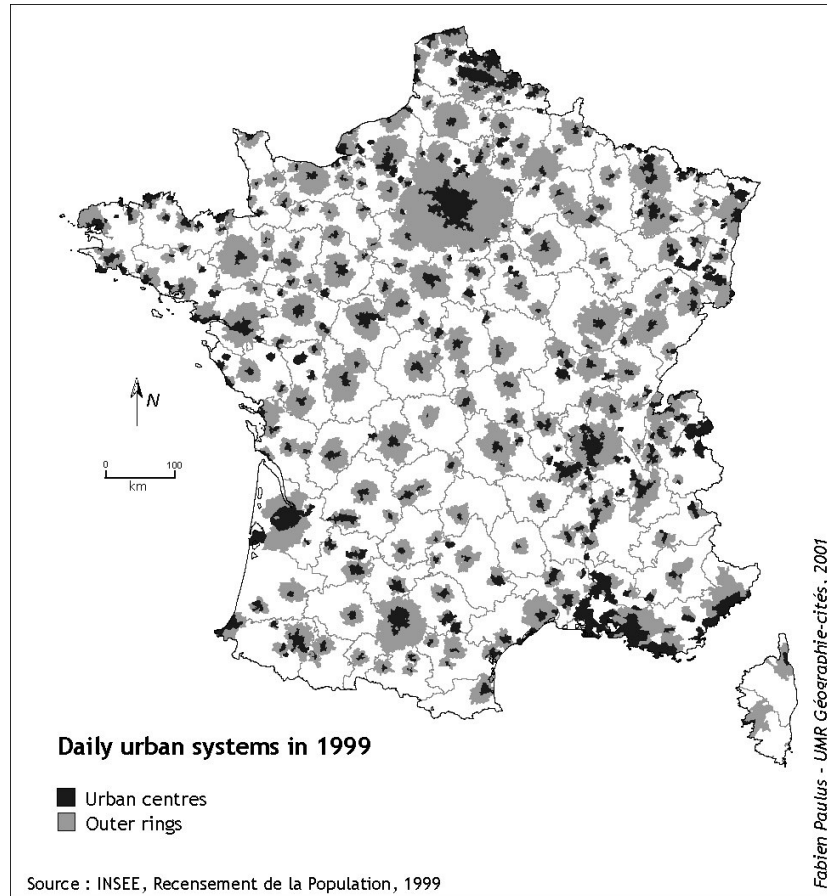 N
0 100
km
Daily urban systems in 1999
Urban centres
Outer rings
Source : INSEE, Recensement de la Population, 1999
Fabien Paulus - UMR Géographie-cités, 2001